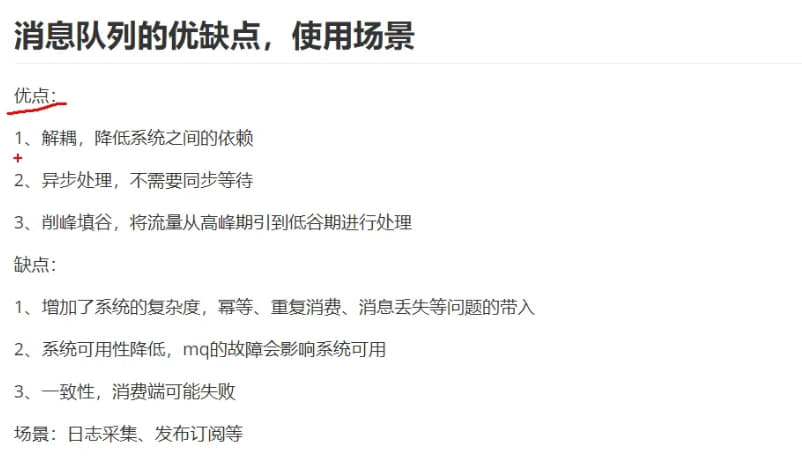 消息队列的优缺点，使用场景
优点：
1、解耦，降低系统之间的依赖
2、异步处理，不需要同步等待
3、削峰填谷，将流量从高峰期引到低谷期进行处理
缺点：
1、增加了系统的复杂度，幂等、重复消费、消息丢失等问题的带入
2、系统可用性降低，mq的故障会影响系统可用
3、一致性，消费端可能失败
场景：日志采集、发布订阅等